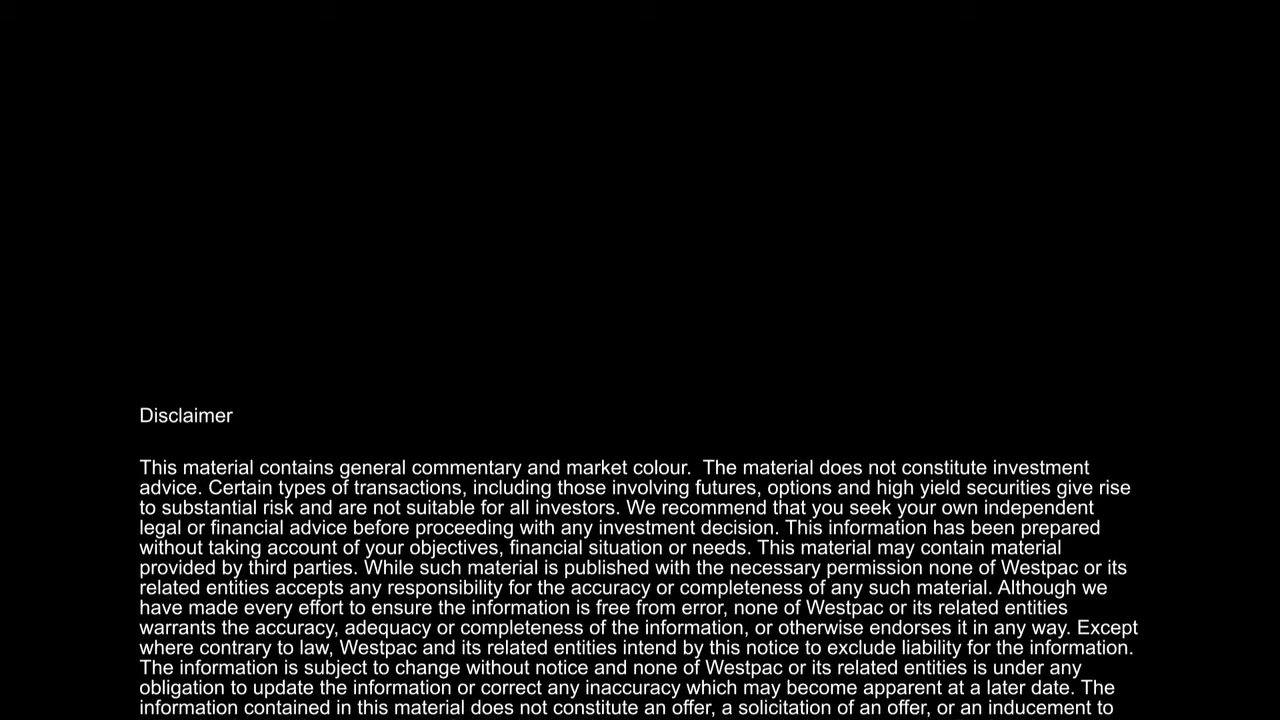 Disclaimer
This material contains general commentary and market colour.  The material does not constitute investment
advice. Certain types of transactions, including those involving futures, options and high yield securities give rise
to substantial risk and are not suitable for all investors. We recommend that you seek your own independent
legal or financial advice before proceeding with any investment decision. This information has been prepared
without taking account of your objectives, financial situation or needs. This material may contain material
provided by third parties. While such material is published with the necessary permission none of Westpac or its
related entities accepts any responsibility for the accuracy or completeness of any such material. Although we
have made every effort to ensure the information is free from error, none of Westpac or its related entities
warrants the accuracy, adequacy or completeness of the information, or otherwise endorses it in any way. Except
where contrary to law, Westpac and its related entities intend by this notice to exclude liability for the information.
The information is subject to change without notice and none of Westpac or its related entities is under any
obligation to update the information or correct any inaccuracy which may become apparent at a later date. The
information contained in this material does not constitute an offer, a solicitation of an offer, or an inducement to